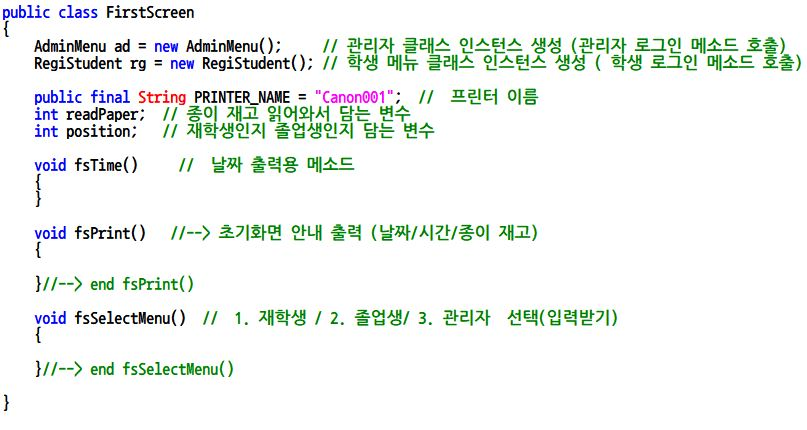 public class FirstScreen
{
    AdminMenu ad = new AdminMenu();     // 관리자 클래스 인스턴스 생성 (관리자 로그인 메소드 호출)
    RegiStudent rg = new RegiStudent(); // 학생 메뉴 클래스 인스턴스 생성 ( 학생 로그인 메소드 호출)

    public final String PRINTER_NAME = "Canon001";  //  프린터 이름
    int readPaper;  // 종이 재고 읽어와서 담는 변수
    int position;   // 재학생인지 졸업생인지 담는 변수

    void fsTime()     //  날짜 출력용 메소드
    {
    }

    void fsPrint()   //--> 초기화면 안내 출력 (날짜/시간/종이 재고)
    {

    }//--> end fsPrint()

    void fsSelectMenu()  //  1. 재학생 / 2. 졸업생/ 3. 관리자  선택(입력받기)
    {

    }//--> end fsSelectMenu()

}